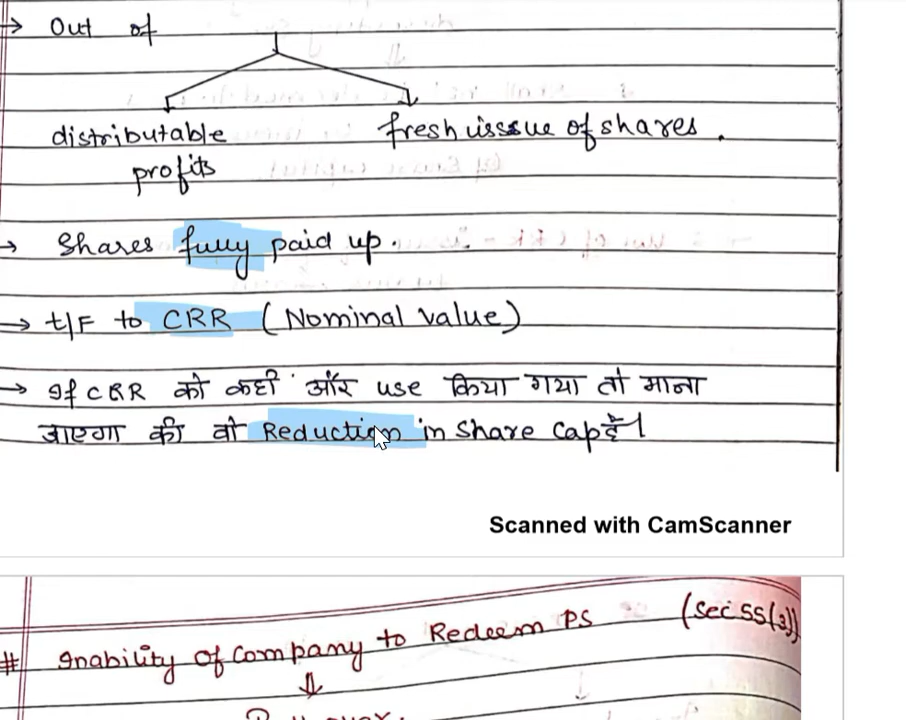 → Out of
distributable profits
fresh uissue of shares.
→ Shares fully paid up.
→ t/F to CRR (Nominal value)
→ If CRR को कही और use किया गया तो माना
जाएगा की वो Reduction in Share Cap है।
Scanned with CamScanner
# Inability of Company to Redeem PS (Sec 55(3))